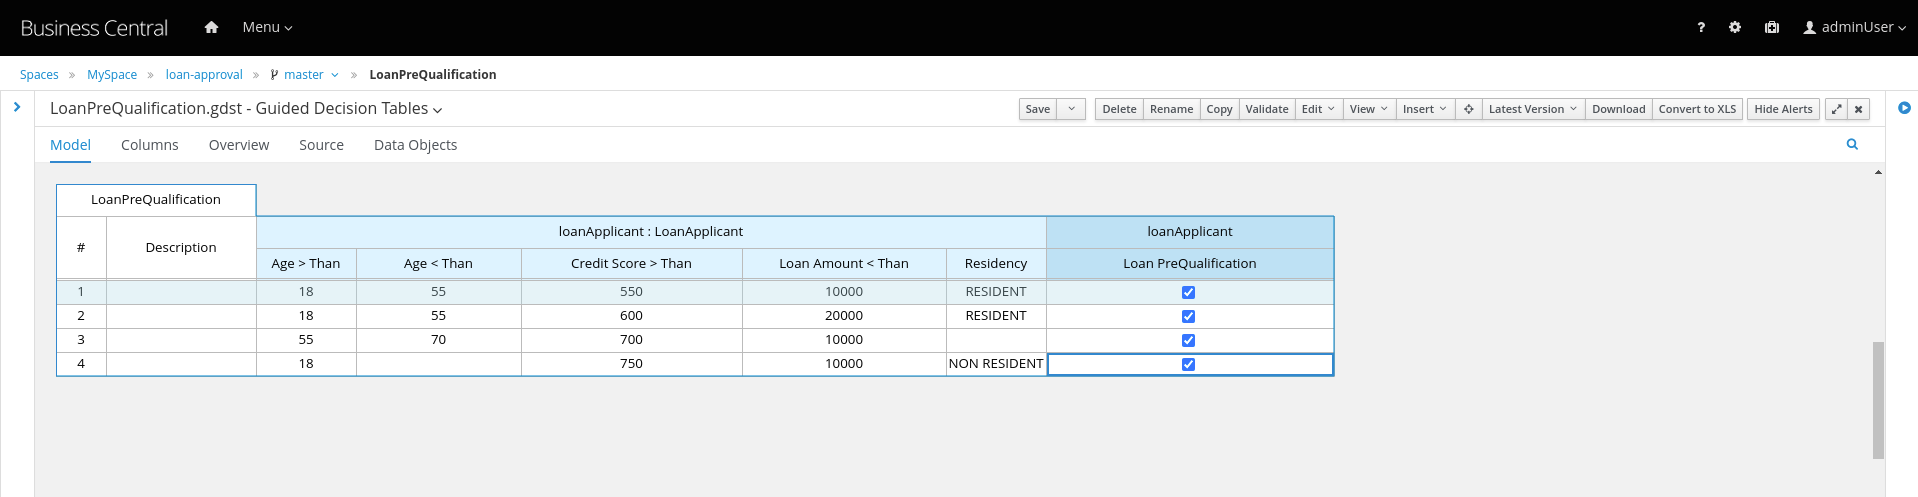 Business Central Menu ? adminUser
Spaces » MySpace » loan-approval » master » LoanPreQualification
LoanPreQualification.gdst - Guided Decision Tables Save Delete Rename Copy Validate Edit View Insert Latest Version Download Convert to XLS Hide Alerts
Model Columns Overview Source Data Objects
LoanPreQualification
# Description loanApplicant : LoanApplicant loanApplicant
Age > Than Age < Than Credit Score > Than Loan Amount < Than Residency Loan PreQualification
1 18 55 550 10000 RESIDENT
2 18 55 600 20000 RESIDENT
3 55 70 700 10000
4 18 750 10000 NON RESIDENT